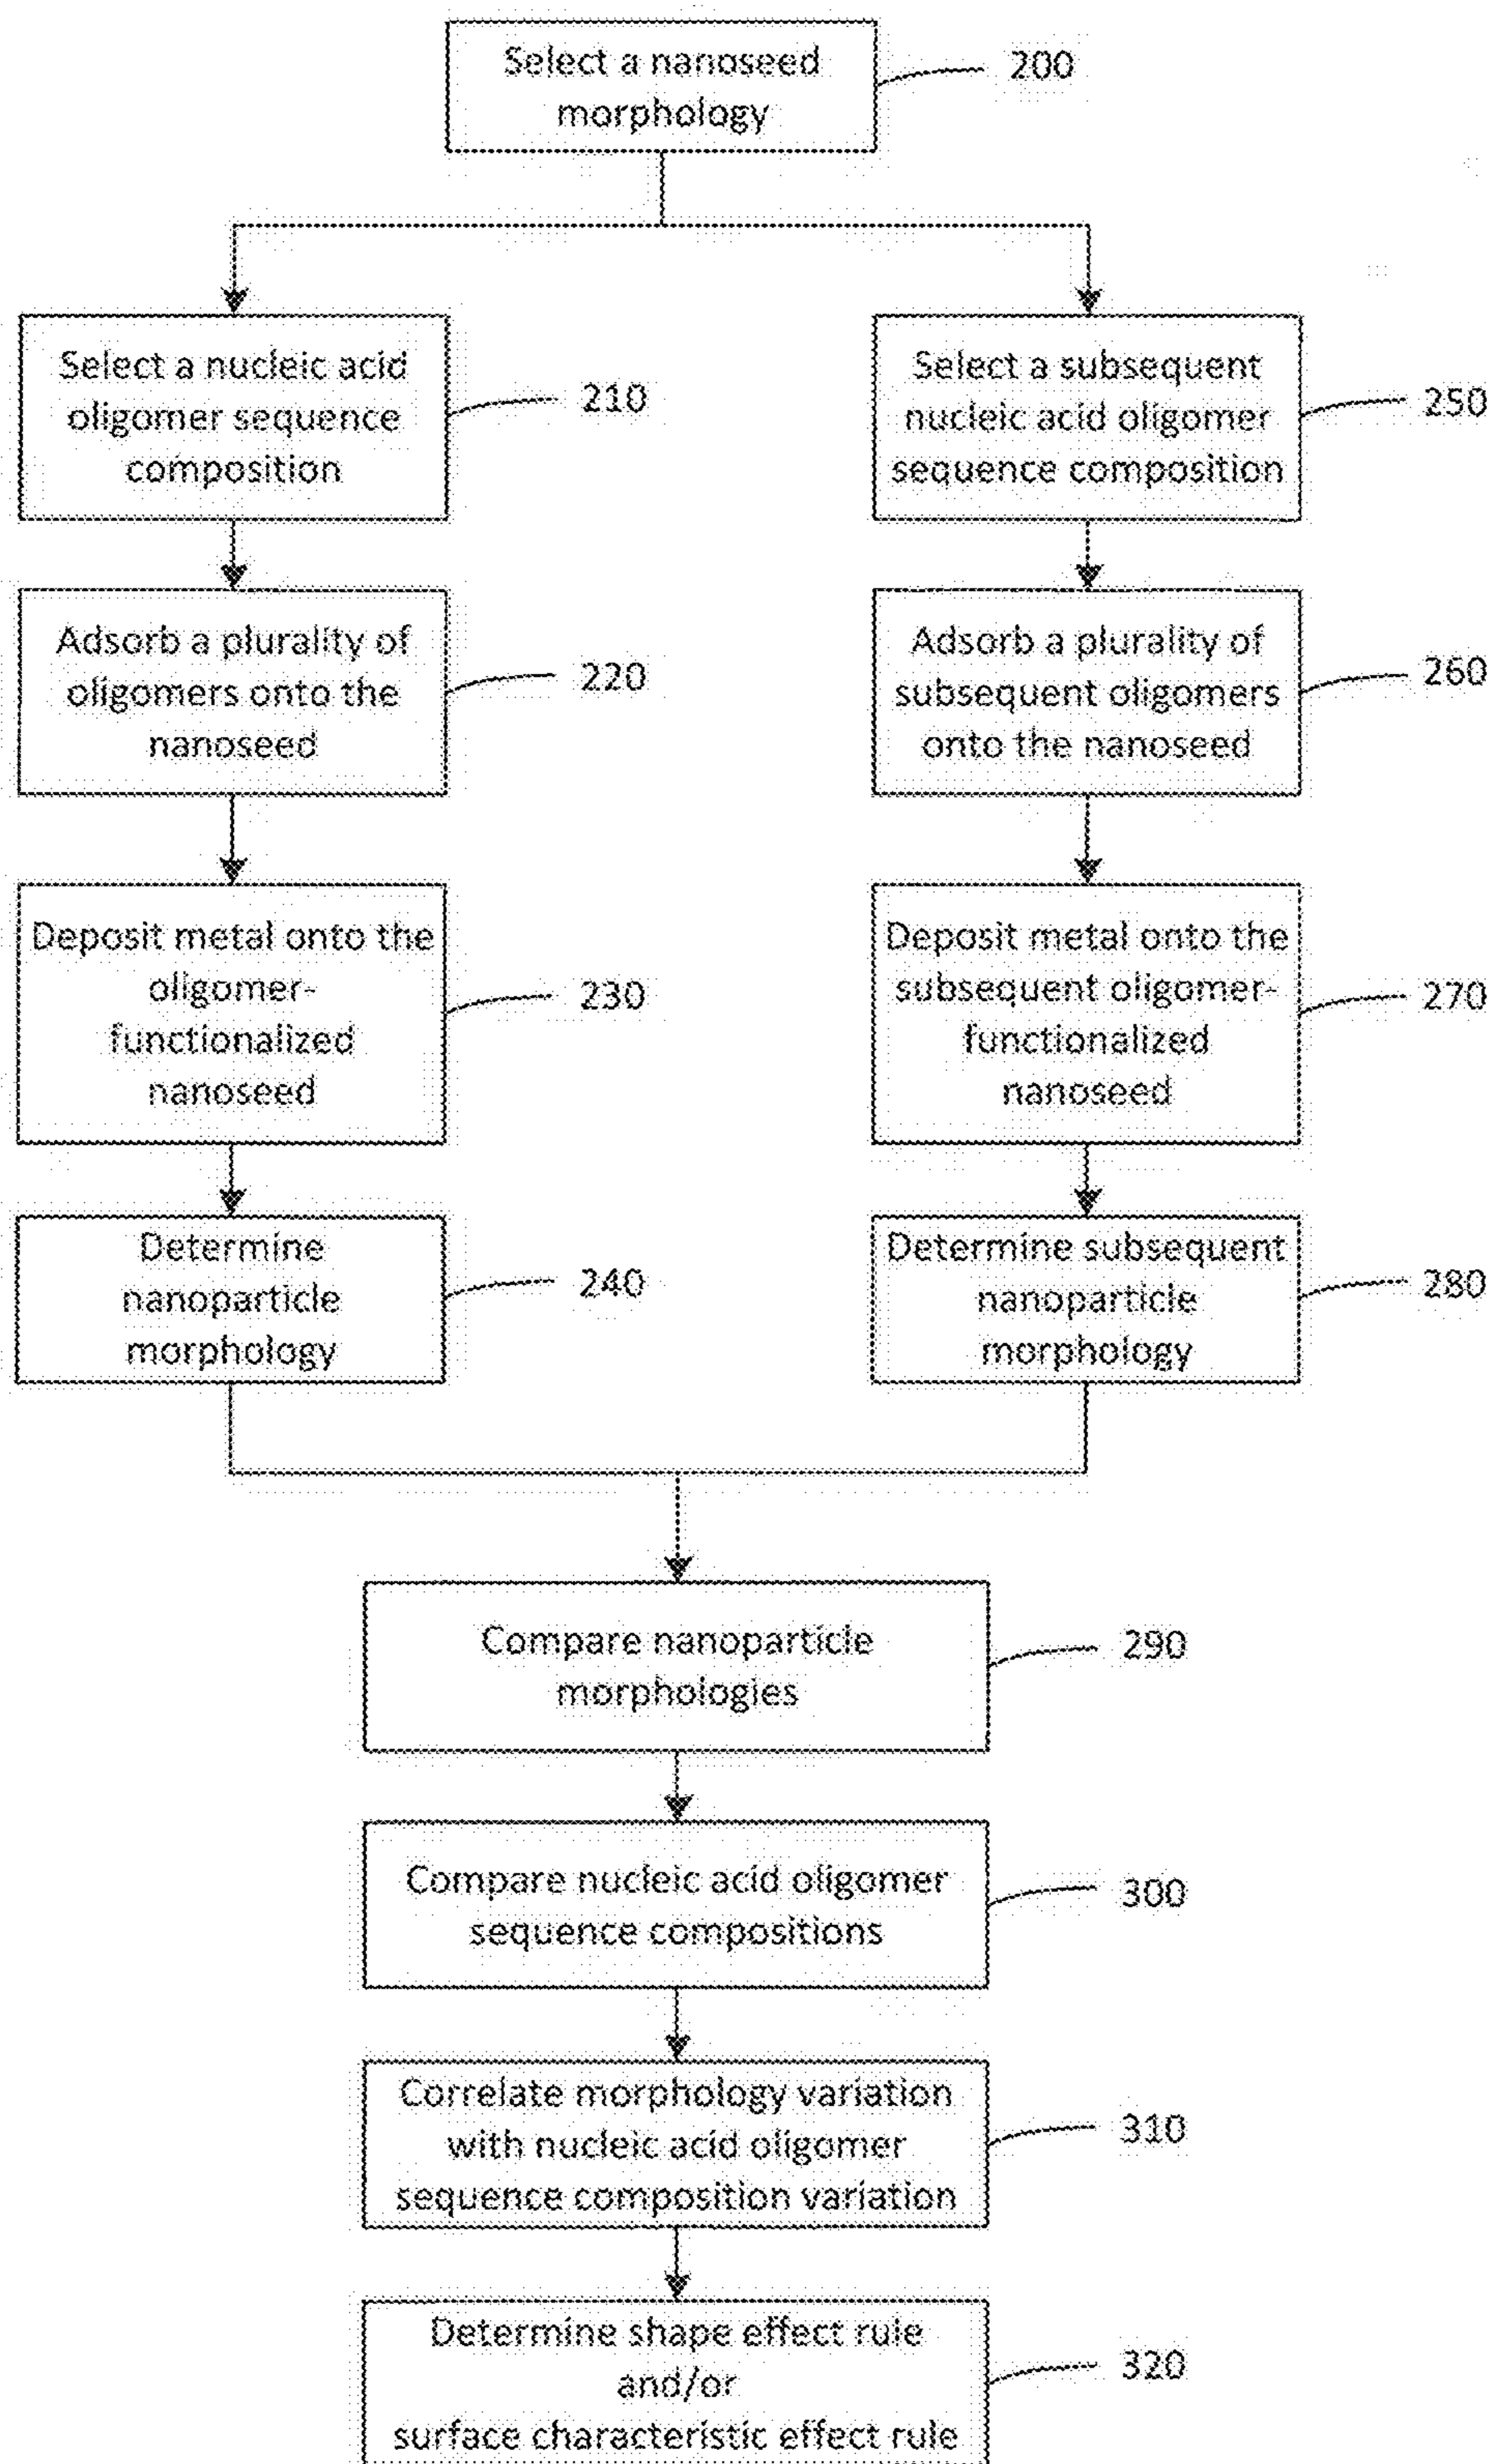 Select a nanoseed
morphology
200
Select a nucleic acid
oligomer sequence
composition
210
Select a subsequent
nucleic acid oligomer
sequence composition
250
Adsorb a plurality of
oligomers onto the
nanoseed
220
Adsorb a plurality of
subsequent oligomers
onto the nanoseed
260
Deposit metal onto the
oligomer-
functionalized
nanoseed
230
Deposit metal onto the
subsequent oligomer-
functionalized
nanoseed
270
Determine
nanoparticle
morphology
240
Determine subsequent
nanoparticle
morphology
280
Compare nanoparticle
morphologies
290
Compare nucleic acid oligomer
sequence compositions
300
Correlate morphology variation
with nucleic acid oligomer
sequence composition variation
310
Determine shape effect rule
and/or
surface characteristic effect rule
320